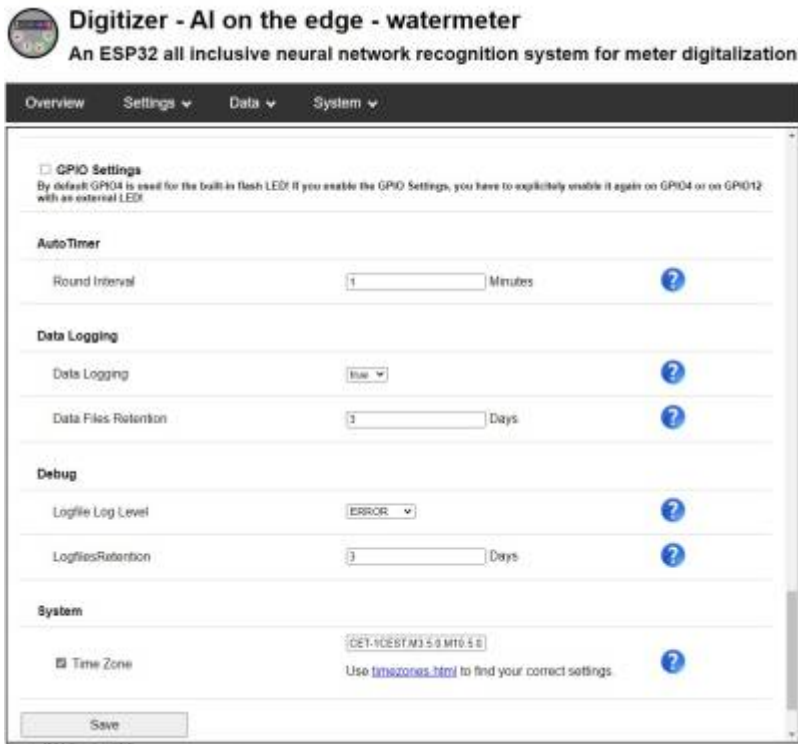 Digitizer - AI on the edge - watermeter
An ESP32 all inclusive neural network recognition system for meter digitalization
Overview Settings Data System
GPIO Settings
By default GPIO4 is used for the built-in flash LED! If you enable the GPIO Settings, you have to explicitely enable it again on GPIO4 or on GPIO12
with an external LED!
AutoTimer
Round Interval 1 Minutes
Data Logging
Data Logging true
Data Files Retention 3 Days
Debug
Logfile Log Level ERROR
LogfilesRetention 3 Days
System
CET-1CEST,M3.5.0,M10.5.0
Time Zone
Use timezones.html to find your correct settings
Save